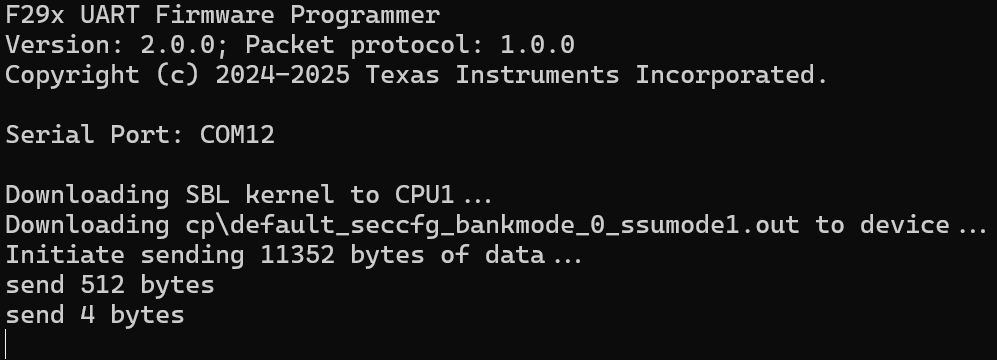 F29x UART Firmware Programmer
Version: 2.0.0; Packet protocol: 1.0.0
Copyright (c) 2024-2025 Texas Instruments Incorporated.
Serial Port: COM12
Downloading SBL kernel to CPU1...
Downloading cp\default_seccfg_bankmode_0_ssumode1.out to device...
Initiate sending 11352 bytes of data...
send 512 bytes
send 4 bytes